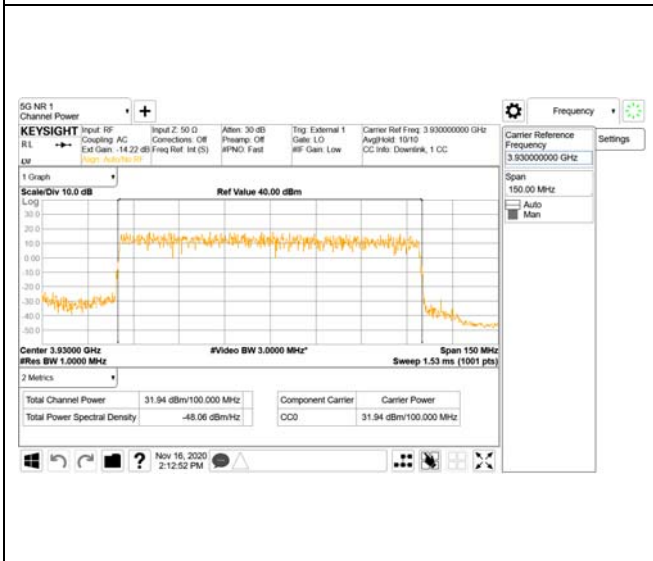 5G NR 1
Channel Power
Frequency
KEYSIGHT
RL
Input: RF
Coupling: AC
Ext Gain: -14.22 dB
Align: Auto/No RF
Input Z: 50 Ω
Corrections: Off
Freq Ref: Int (S)
Atten: 30 dB
Preamp: Off
#PNO: Fast
Trig: External 1
Gate: LO
#IF Gain: Low
Carrier Ref Freq: 3.930000000 GHz
Avg|Hold: 10/10
CC Info: Downlink, 1 CC
Carrier Reference
Frequency
3.930000000 GHz
Settings
Span
150.00 MHz
Auto
Man
1 Graph
Scale/Div 10.0 dB
Ref Value 40.00 dBm
Log
30.0
20.0
10.0
0.00
-10.0
-20.0
-30.0
-40.0
-50.0
Center 3.93000 GHz
#Video BW 3.0000 MHz*
Span 150 MHz
#Res BW 1.0000 MHz
Sweep 1.53 ms (1001 pts)
2 Metrics
Total Channel Power 31.94 dBm/100.000 MHz
Total Power Spectral Density -48.06 dBm/Hz
Component Carrier Carrier Power
CC0 31.94 dBm/100.000 MHz
Nov 16, 2020
2:12:52 PM